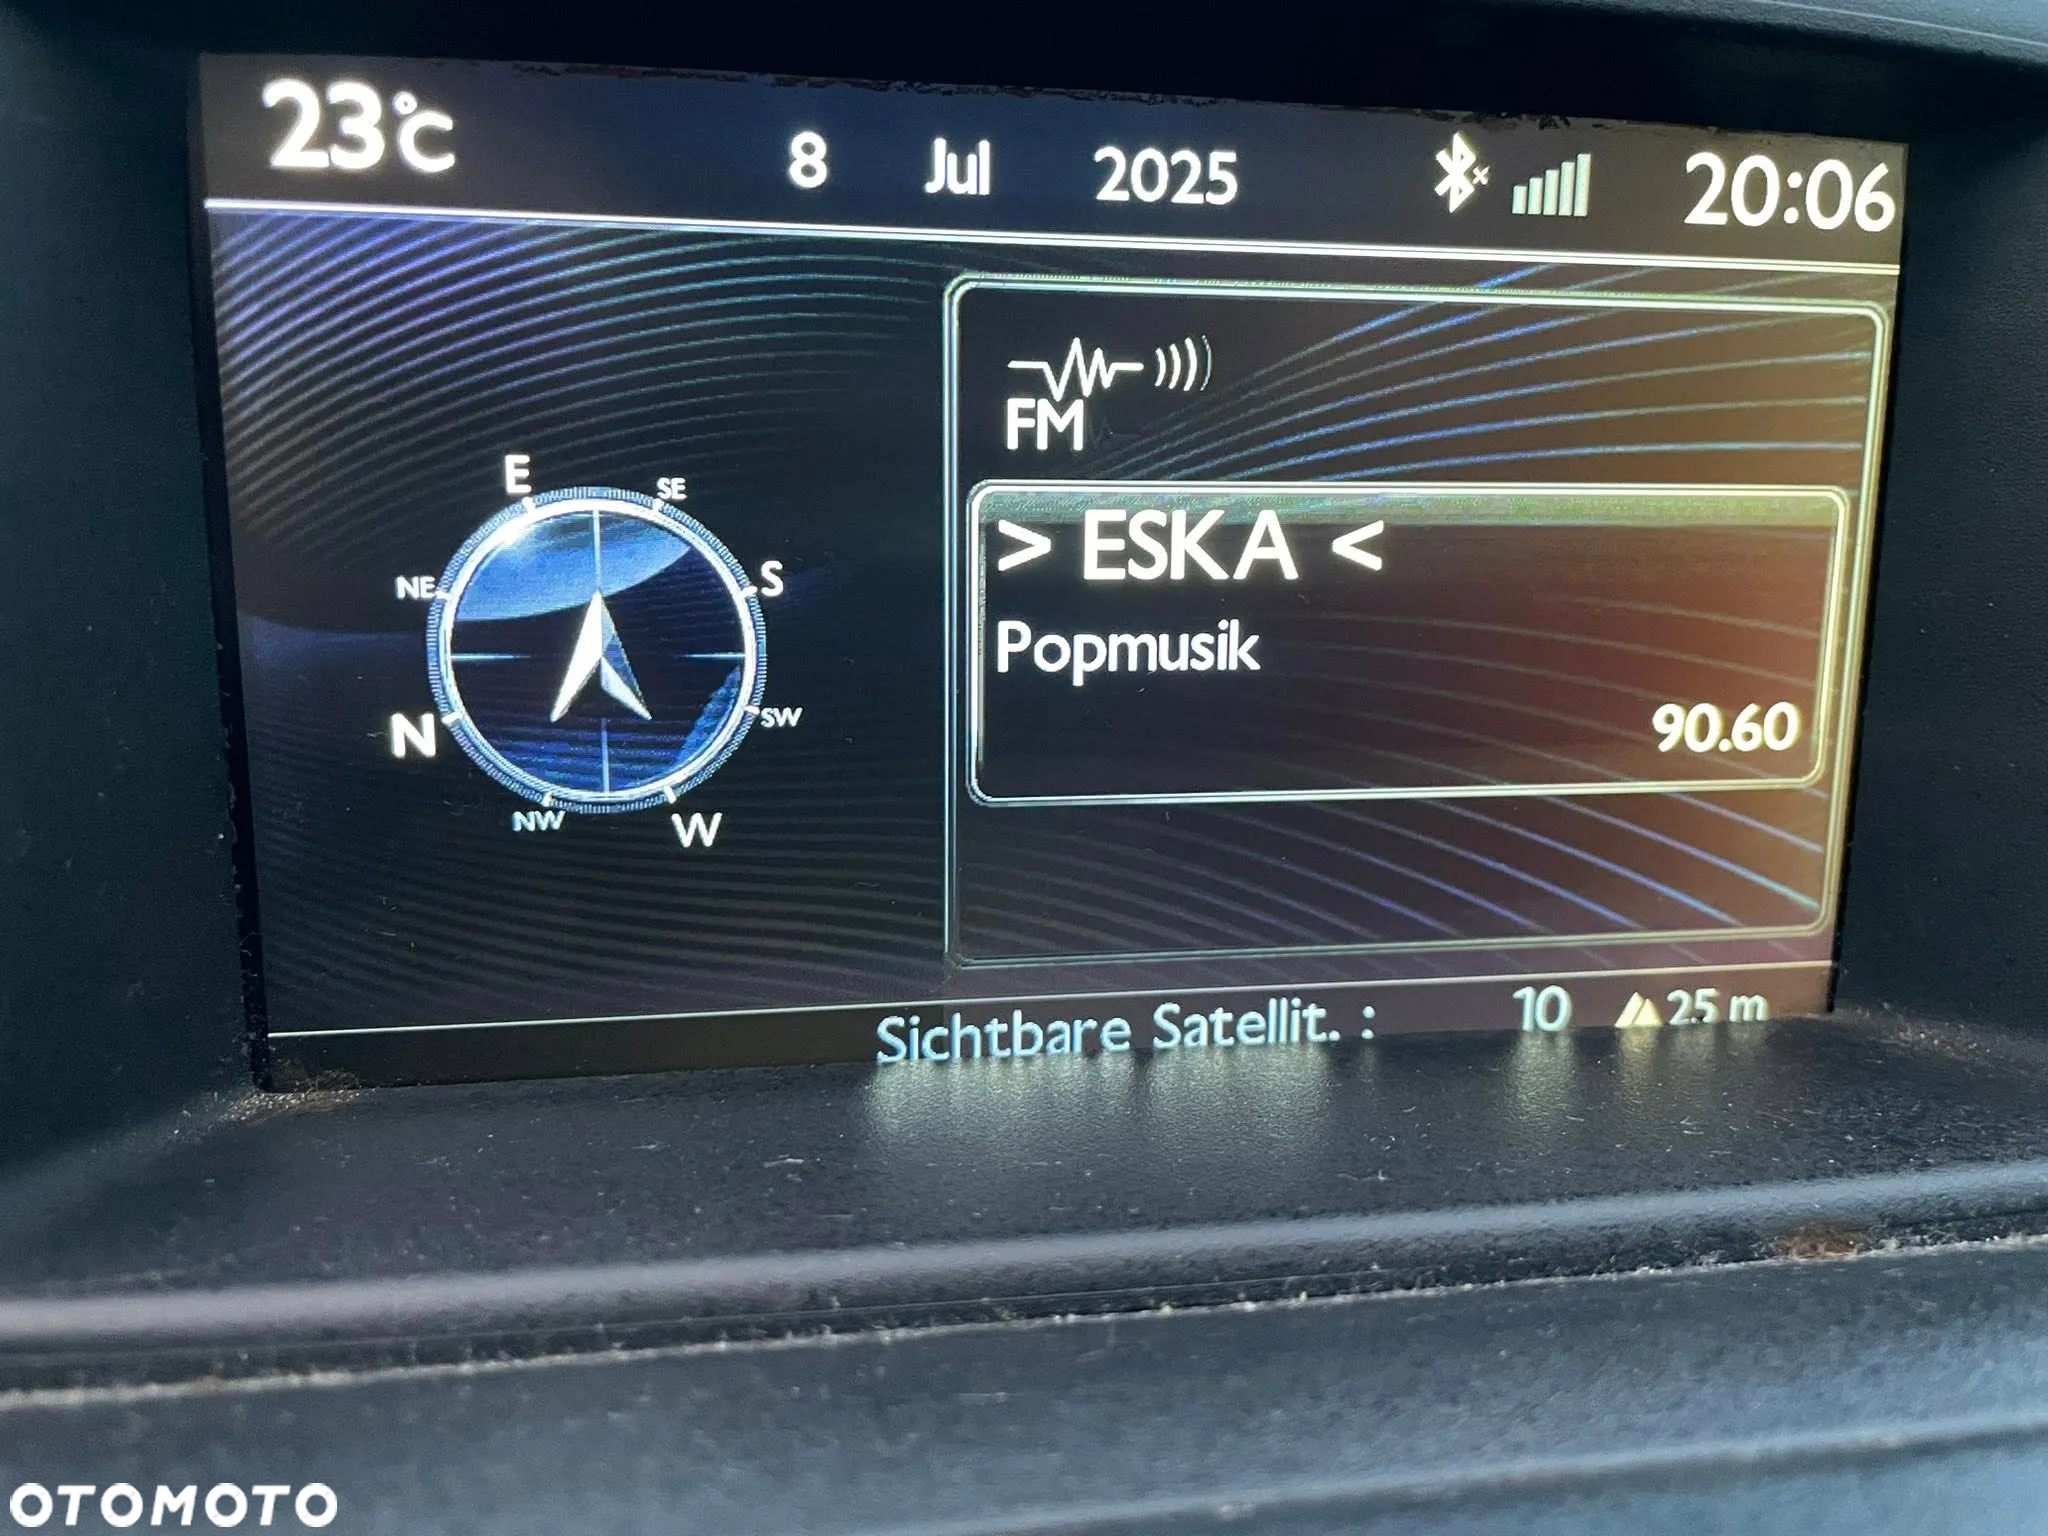 23°C 8 Jul 2025 20:06
FM
> ESKA <
Popmusik
90.60
E
SE
NE
S
N
SW
NW
W
Sichtbare Satellit. : 10 25 m
OTOMOTO